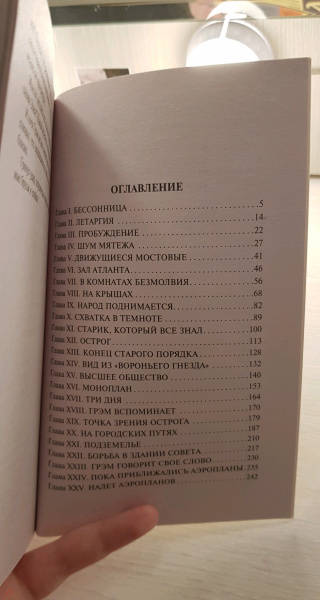 ОГЛАВЛЕНИЕ
Глава I. БЕССОННИЦА 5
Глава II. ЛЕТАРГИЯ 14
Глава III. ПРОБУЖДЕНИЕ 22
Глава IV. ШУМ МЯТЕЖА 27
Глава V. ДВИЖУЩИЕСЯ МОСТОВЫЕ 41
Глава VI. ЗАЛ АТЛАНТА 46
Глава VII. В КОМНАТАХ БЕЗМОЛВИЯ 56
Глава VIII. НА КРЫШАХ 68
Глава IX. НАРОД ПОДНИМАЕТСЯ 82
Глава X. СХВАТКА В ТЕМНОТЕ 89
Глава XI. СТАРИК, КОТОРЫЙ ВСЕ ЗНАЛ 100
Глава XII. ОСТРОГ 113
Глава XIII. КОНЕЦ СТАРОГО ПОРЯДКА 128
Глава XIV. ВИД ИЗ «ВОРОНЬЕГО ГНЕЗДА» 132
Глава XV. ВЫСШЕЕ ОБЩЕСТВО 140
Глава XVI. МОНОПЛАН 153
Глава XVII. ТРИ ДНЯ 164
Глава XVIII. ГРЭМ ВСПОМИНАЕТ 170
Глава XIX. ТОЧКА ЗРЕНИЯ ОСТРОГА 179
Глава XX. НА ГОРОДСКИХ ПУТЯХ 187
Глава XXI. ПОДЗЕМЕЛЬЕ 210
Глава XXII. БОРЬБА В ЗДАНИИ СОВЕТА 217
Глава XXIII. ГРЭМ ГОВОРИТ СВОЕ СЛОВО 230
Глава XXIV. ПОКА ПРИБЛИЖАЛИСЬ АЭРОПЛАНЫ 235
Глава XXV. НАЛЕТ АЭРОПЛАНОВ 242